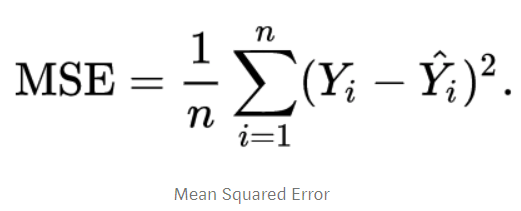 MSE = \frac{1}{n} \sum_{i=1}^{n} (Y_i - \hat{Y}_i)^2.
Mean Squared Error